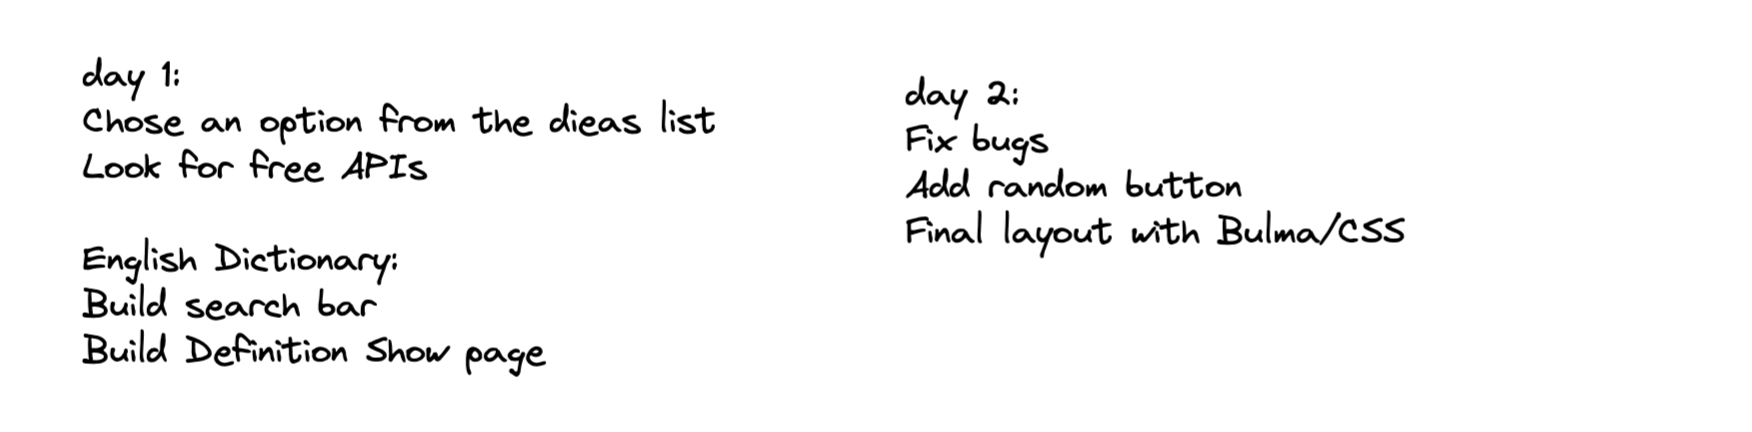 day 1:
Chose an option from the dieas list
Look for free APIs
English Dictionary:
Build search bar
Build Definition Show page
day 2:
Fix bugs
Add random button
Final layout with Bulma/CSS